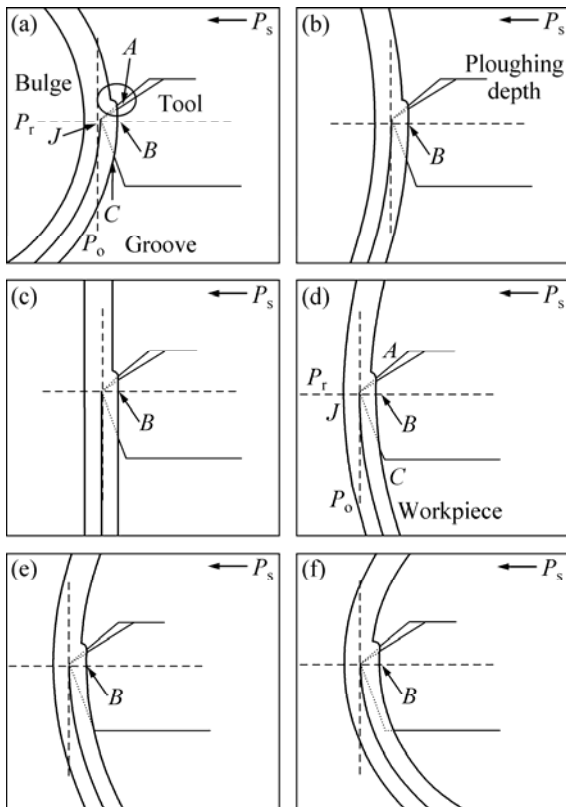 (a)
Ps
A
Bulge
Tool
Pr
J
B
C
Po
Groove
(b)
Ps
Ploughing
depth
B
(c)
Ps
B
(d)
Ps
A
Pr
J
B
C
Po
Workpiece
(e)
Ps
B
(f)
Ps
B